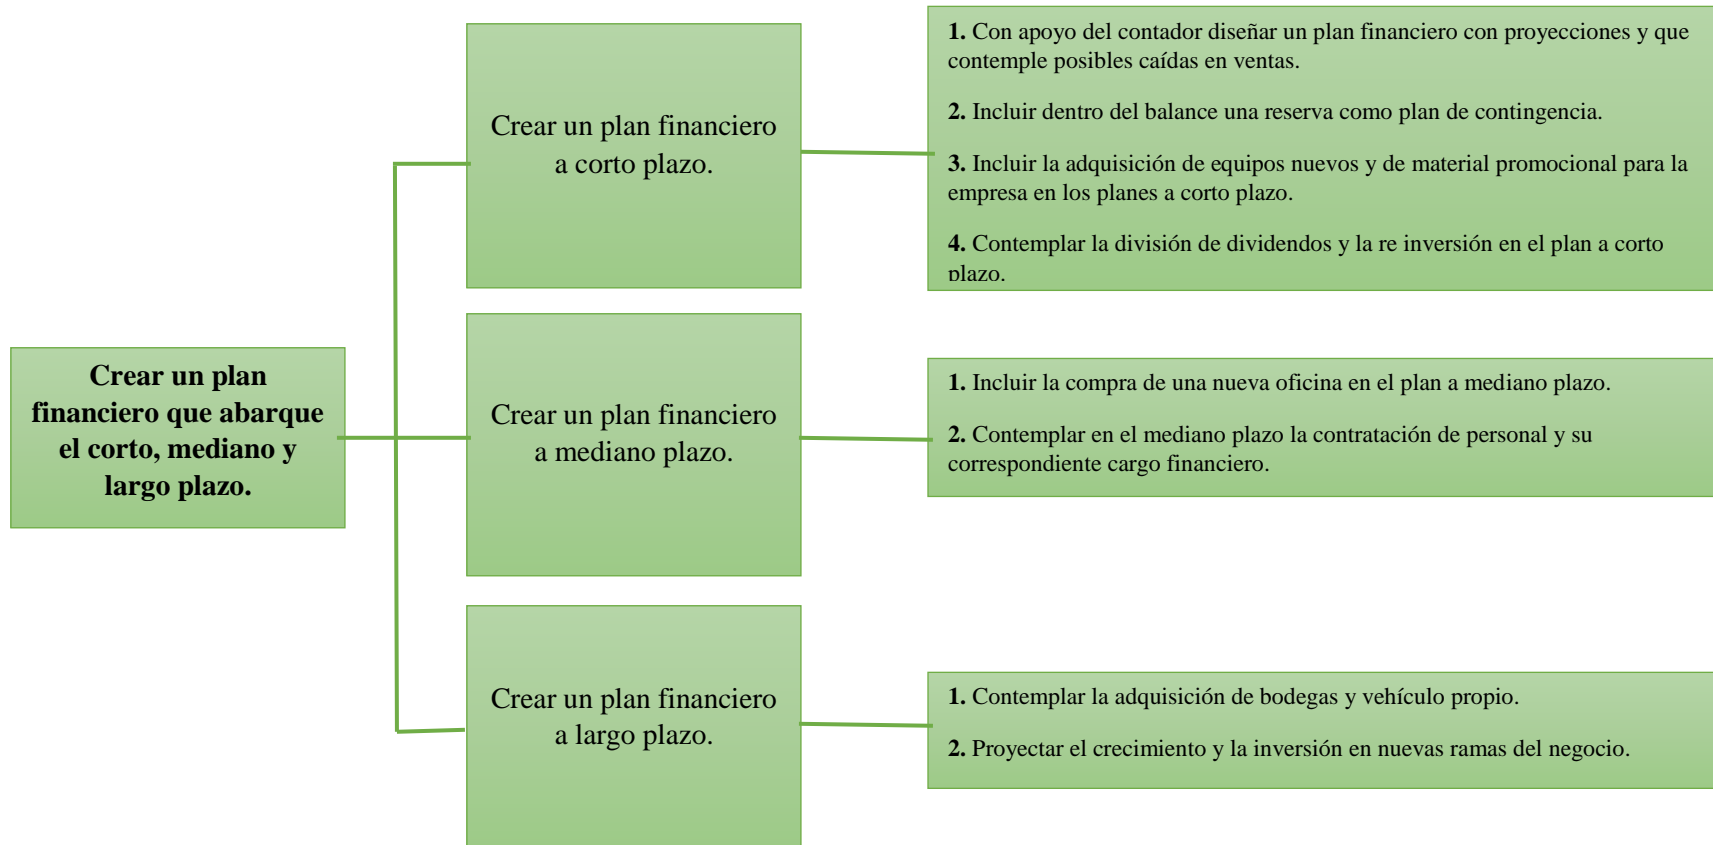 Crear un plan
financiero que abarque
el corto, mediano y
largo plazo.
Crear un plan financiero
a corto plazo.
1. Con apoyo del contador diseñar un plan financiero con proyecciones y que
contemple posibles caídas en ventas.
2. Incluir dentro del balance una reserva como plan de contingencia.
3. Incluir la adquisición de equipos nuevos y de material promocional para la
empresa en los planes a corto plazo.
4. Contemplar la división de dividendos y la re inversión en el plan a corto
plazo.
Crear un plan financiero
a mediano plazo.
1. Incluir la compra de una nueva oficina en el plan a mediano plazo.
2. Contemplar en el mediano plazo la contratación de personal y su
correspondiente cargo financiero.
Crear un plan financiero
a largo plazo.
1. Contemplar la adquisición de bodegas y vehículo propio.
2. Proyectar el crecimiento y la inversión en nuevas ramas del negocio.